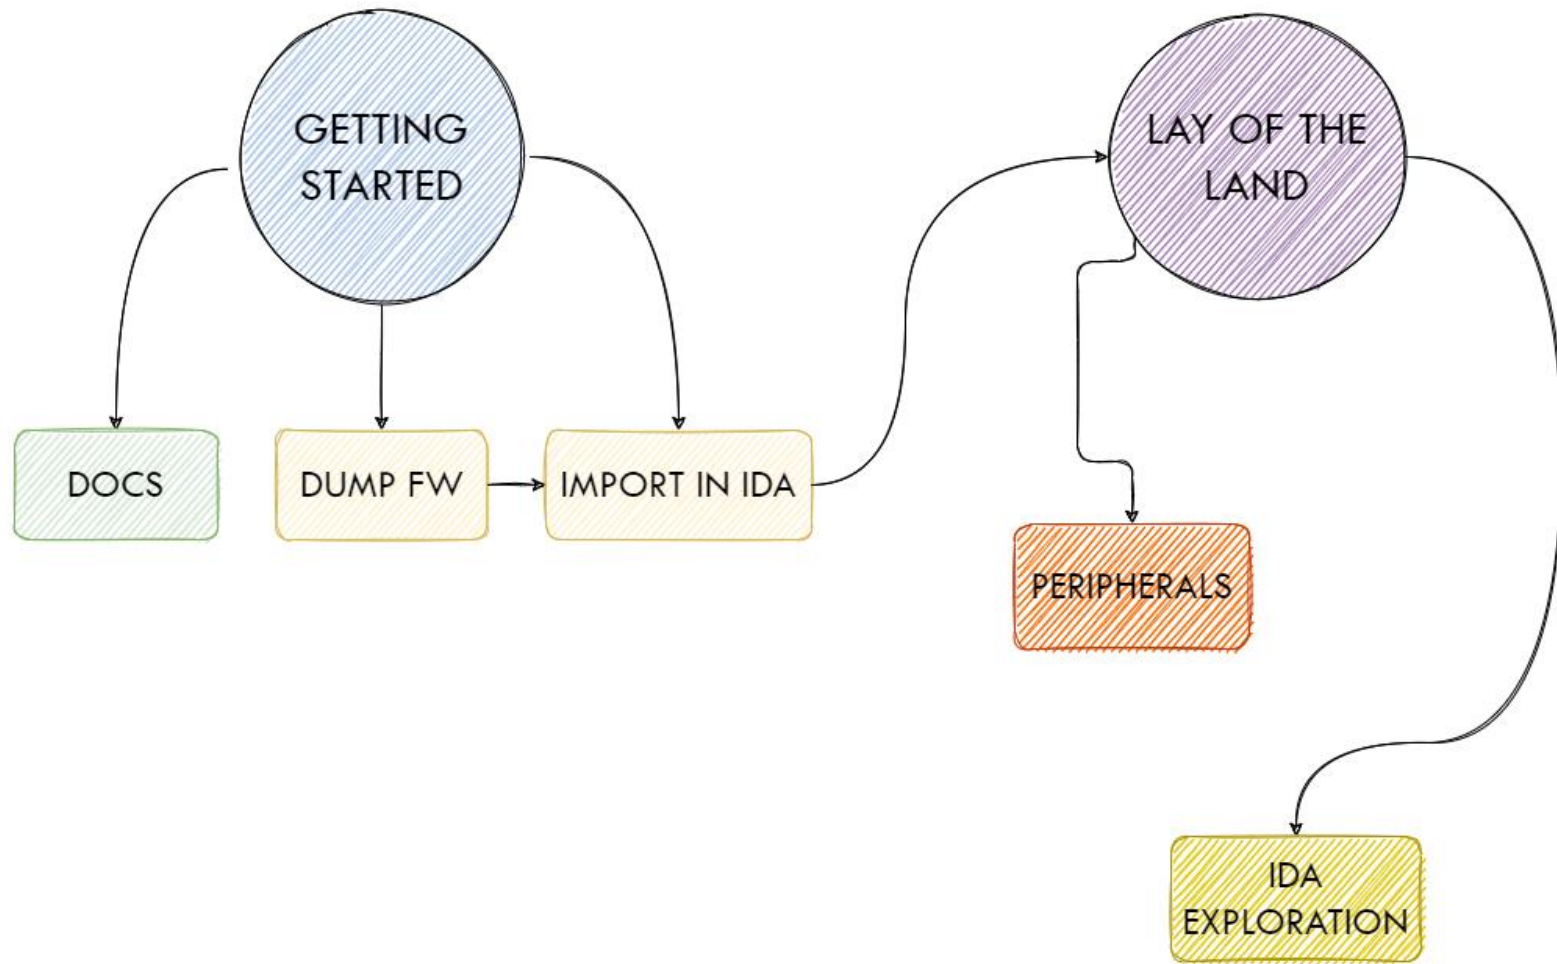 GETTING
STARTED
LAY OF THE
LAND
DOCS
DUMP FW
IMPORT IN IDA
PERIPHERALS
IDA
EXPLORATION